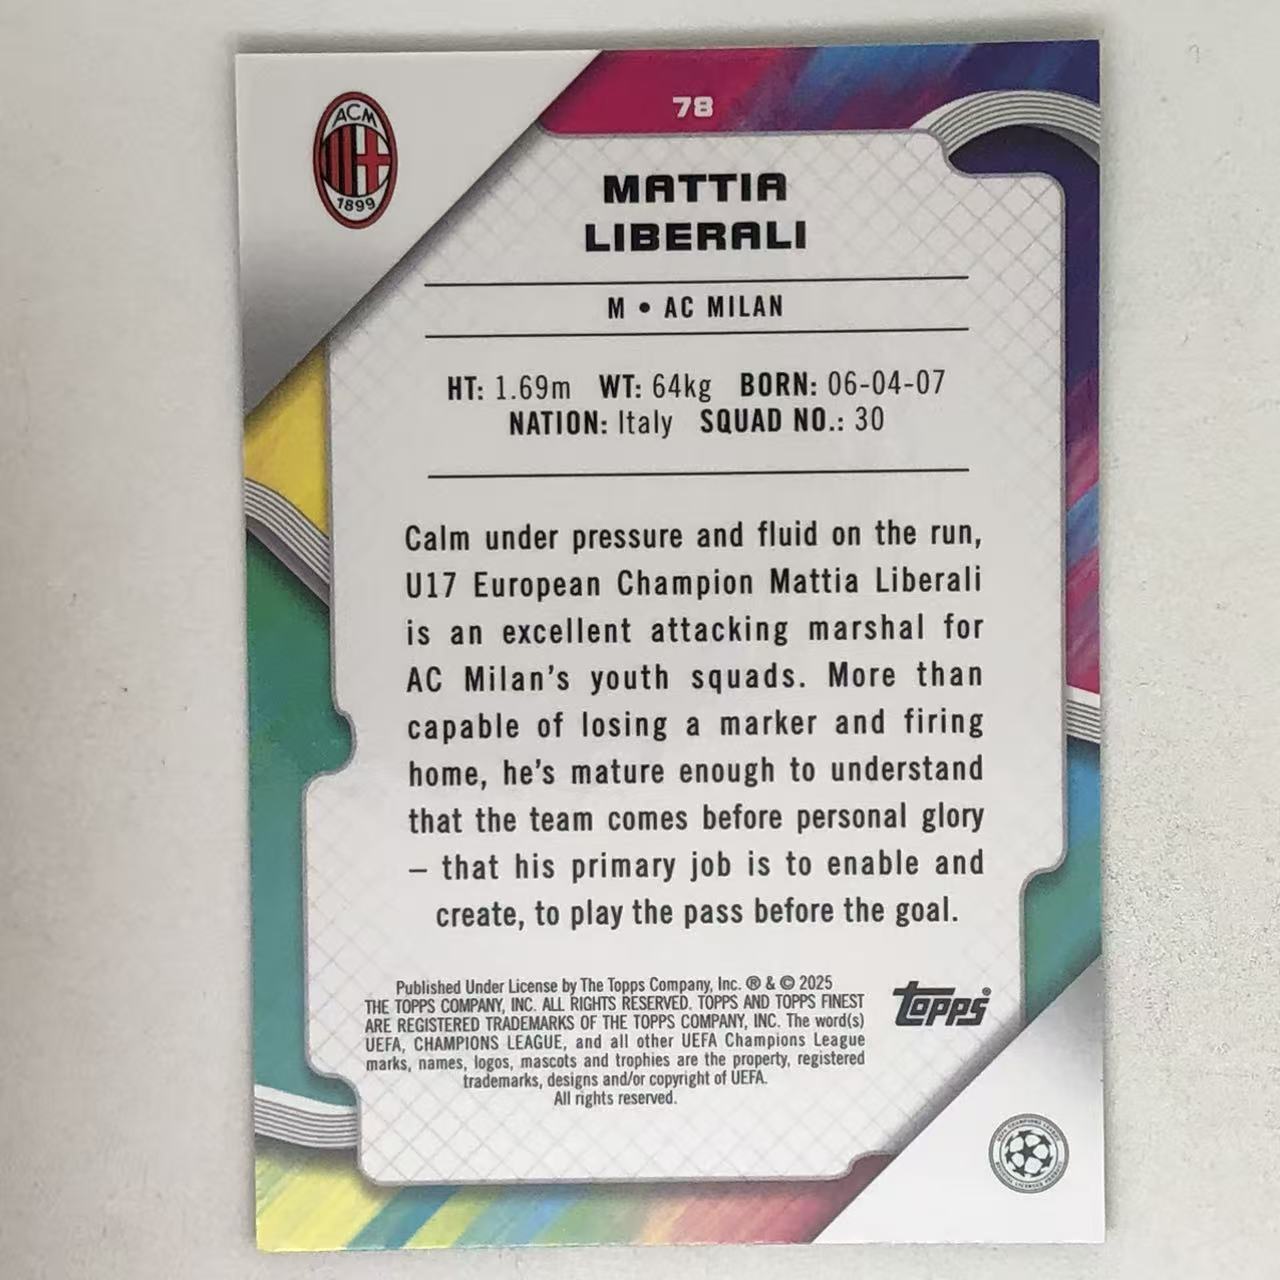 ACM
1899
78
MATTIA
LIBERALI
M • AC MILAN
HT: 1.69m WT: 64kg BORN: 06-04-07
NATION: Italy SQUAD NO.: 30
Calm under pressure and fluid on the run,
U17 European Champion Mattia Liberali
is an excellent attacking marshal for
AC Milan's youth squads. More than
capable of losing a marker and firing
home, he's mature enough to understand
that the team comes before personal glory
– that his primary job is to enable and
create, to play the pass before the goal.
Published Under License by The Topps Company, Inc. ® & © 2025
THE TOPPS COMPANY, INC. ALL RIGHTS RESERVED. TOPPS AND TOPPS FINEST
ARE REGISTERED TRADEMARKS OF THE TOPPS COMPANY, INC. The word(s)
UEFA, CHAMPIONS LEAGUE, and all other UEFA Champions League
marks, names, logos, mascots and trophies are the property, registered
trademarks, designs and/or copyright of UEFA.
All rights reserved.
Topps®
UEFA CHAMPIONS LEAGUE
OFFICIAL LICENSED PRODUCT